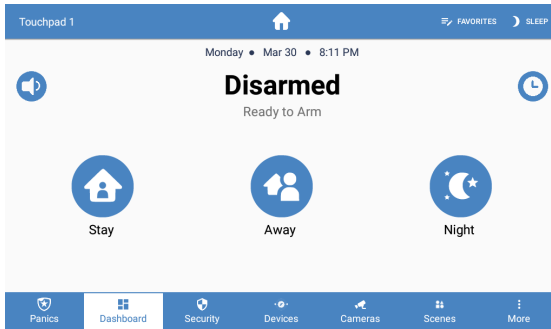 Touchpad 1
FAVORITES
SLEEP
Monday ● Mar 30 ● 8:11 PM
Disarmed
Ready to Arm
Stay
Away
Night
Panics
Dashboard
Security
Devices
Cameras
Scenes
More